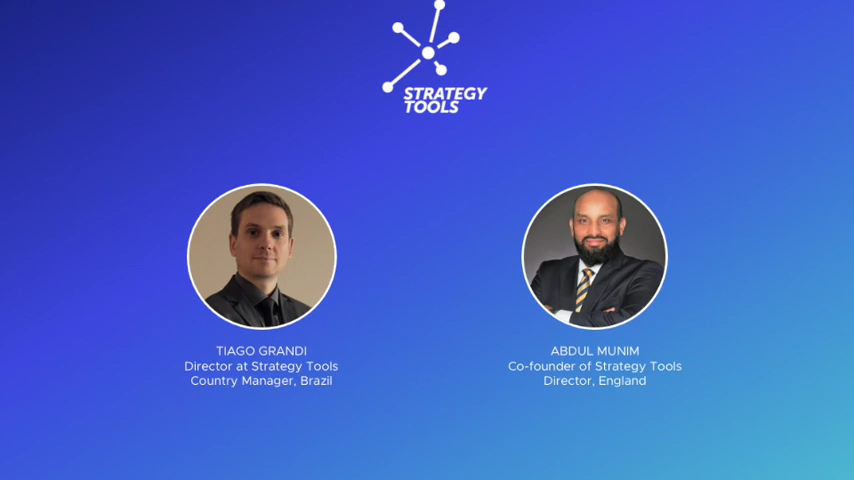 STRATEGY
TOOLS
TIAGO GRANDI
Director at Strategy Tools
Country Manager, Brazil
ABDUL MUNIM
Co-founder of Strategy Tools
Director, England